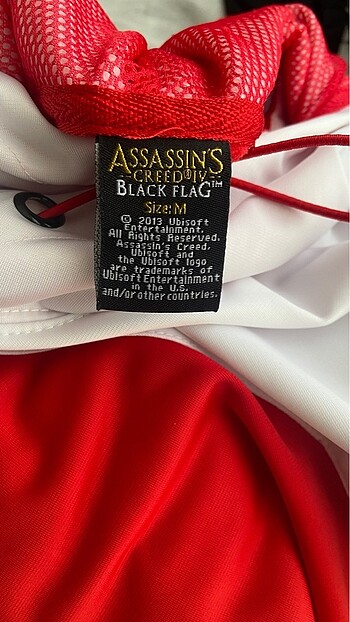 ASSASSIN'S
CREED® IV
BLACK FLAG™
Size: M
© 2013 Ubisoft
Entertainment.
All Rights Reserved.
Assassin's Creed,
Ubisoft and
the Ubisoft logo
are trademarks of
Ubisoft Entertainment
in the U.S.
and/or other countries.